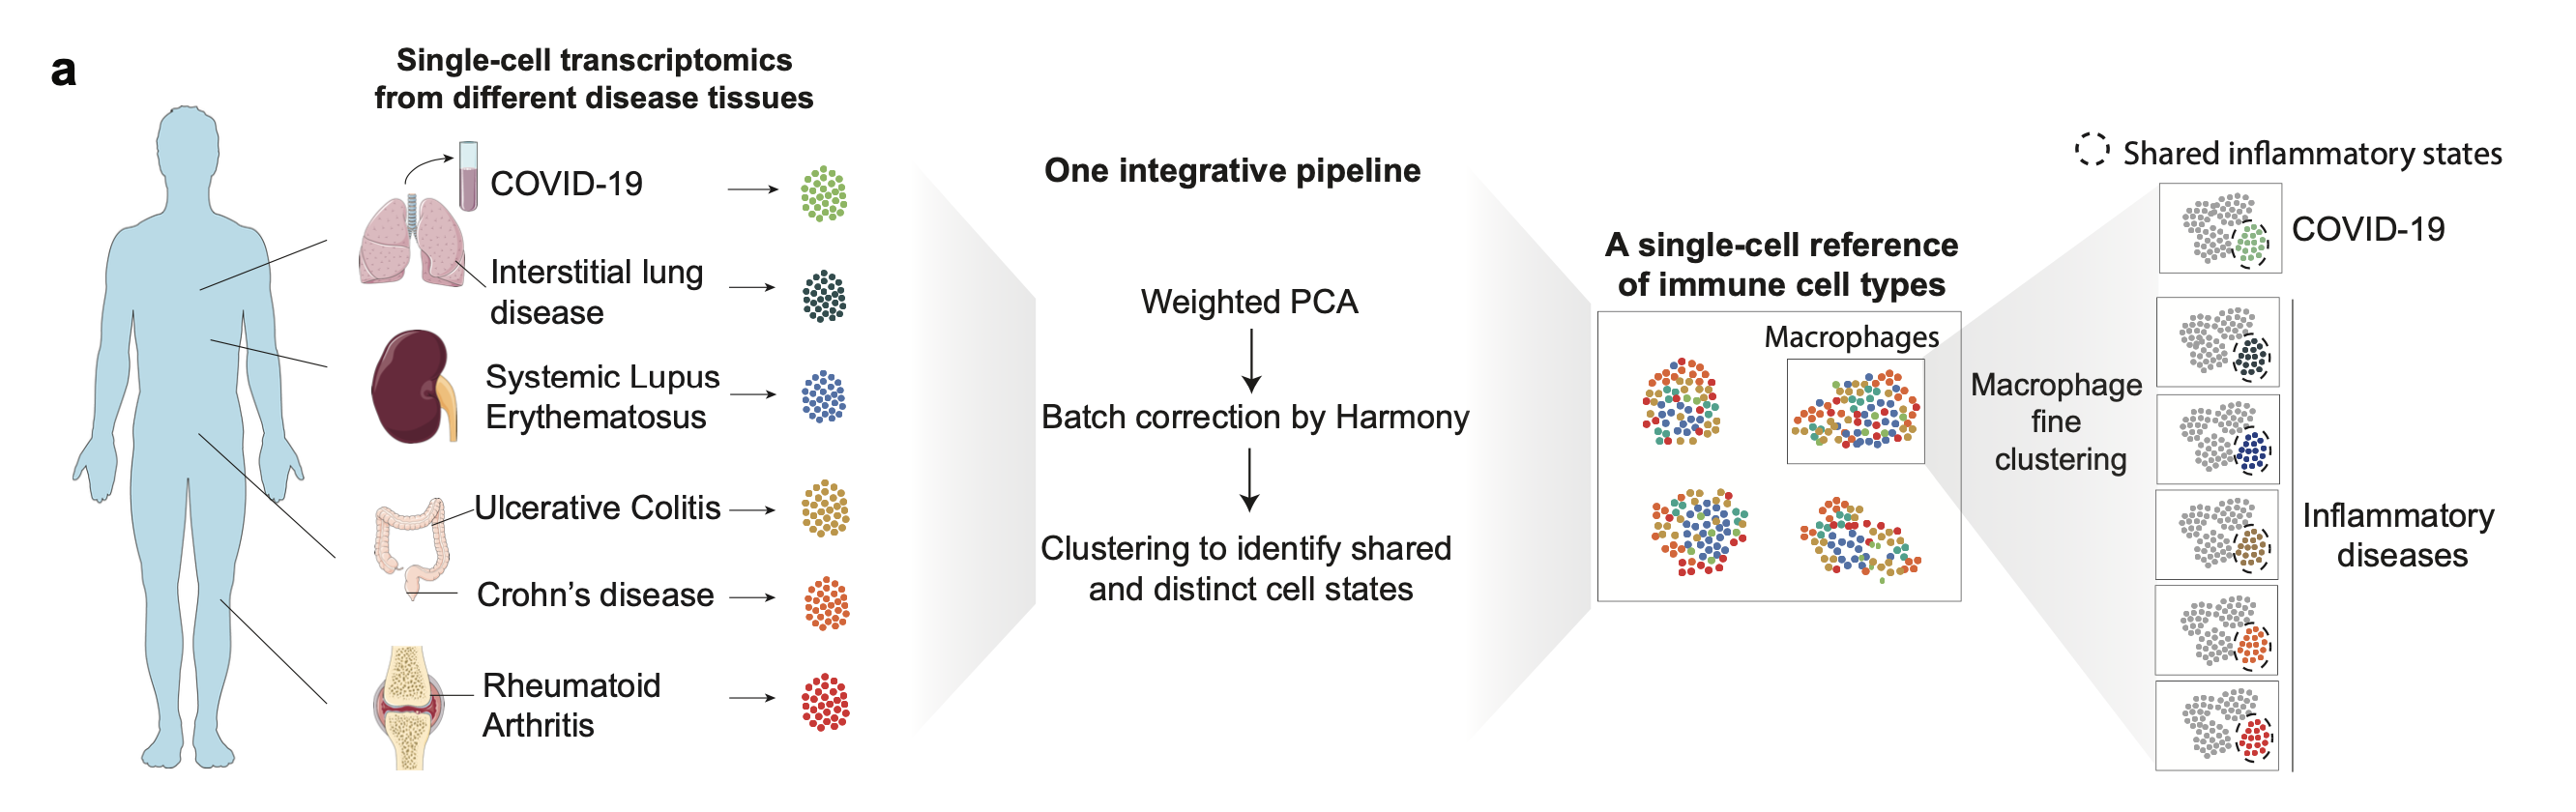 a
Single-cell transcriptomics
from different disease tissues
COVID-19
Interstitial lung
disease
Systemic Lupus
Erythematosus
Ulcerative Colitis
Crohn’s disease
Rheumatoid
Arthritis
One integrative pipeline
Weighted PCA
Batch correction by Harmony
Clustering to identify shared
and distinct cell states
A single-cell reference
of immune cell types
Macrophages
Macrophage
fine
clustering
Shared inflammatory states
COVID-19
Inflammatory
diseases